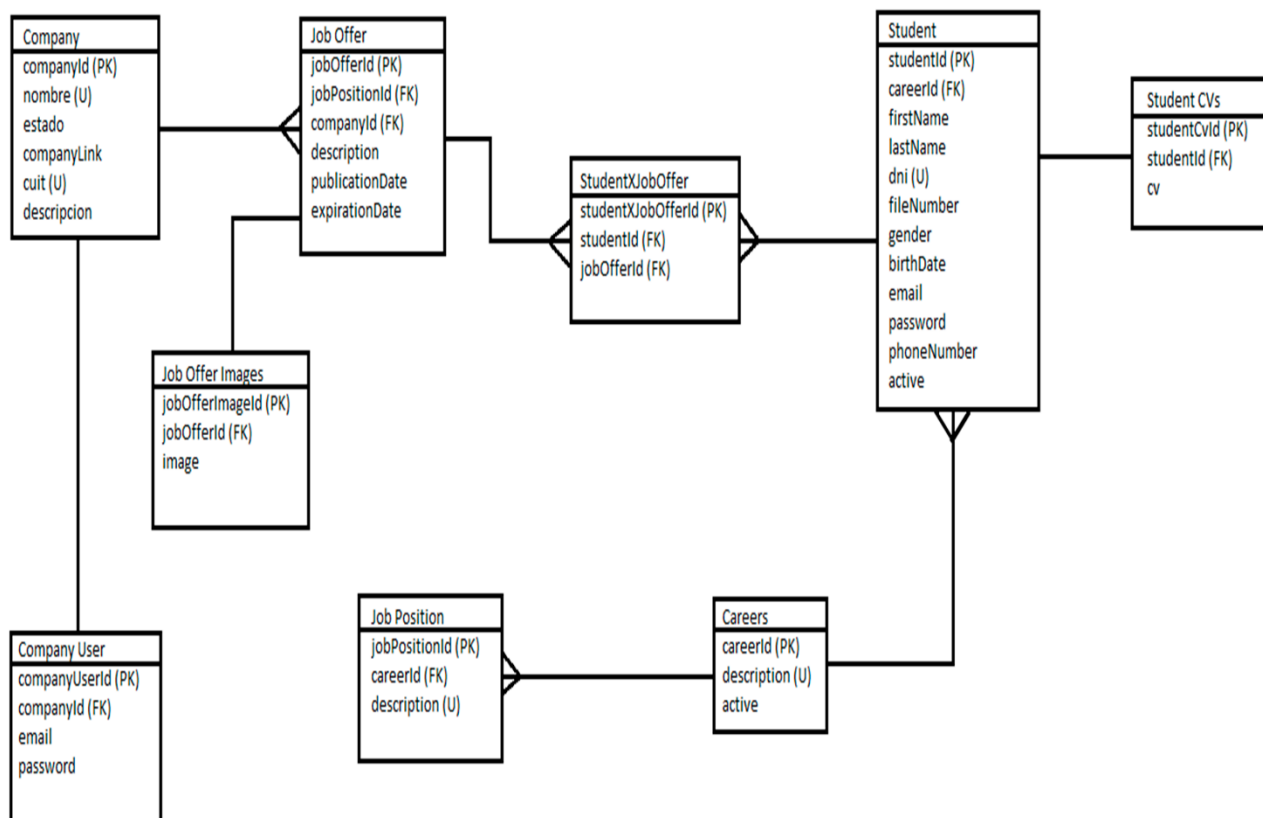 Company
companyId (PK)
nombre (U)
estado
companyLink
cuit (U)
descripcion
Job Offer
jobOfferId (PK)
jobPositionId (FK)
companyId (FK)
description
publicationDate
expirationDate
StudentXJobOffer
studentXJobOfferId (PK)
studentId (FK)
jobOfferId (FK)
Student
studentId (PK)
careerId (FK)
firstName
lastName
dni (U)
fileNumber
gender
birthDate
email
password
phoneNumber
active
Student CVs
studentCvId (PK)
studentId (FK)
cv
Job Offer Images
jobOfferImageId (PK)
jobOfferId (FK)
image
Company User
companyUserId (PK)
companyId (FK)
email
password
Job Position
jobPositionId (PK)
careerId (FK)
description (U)
Careers
careerId (PK)
description (U)
active